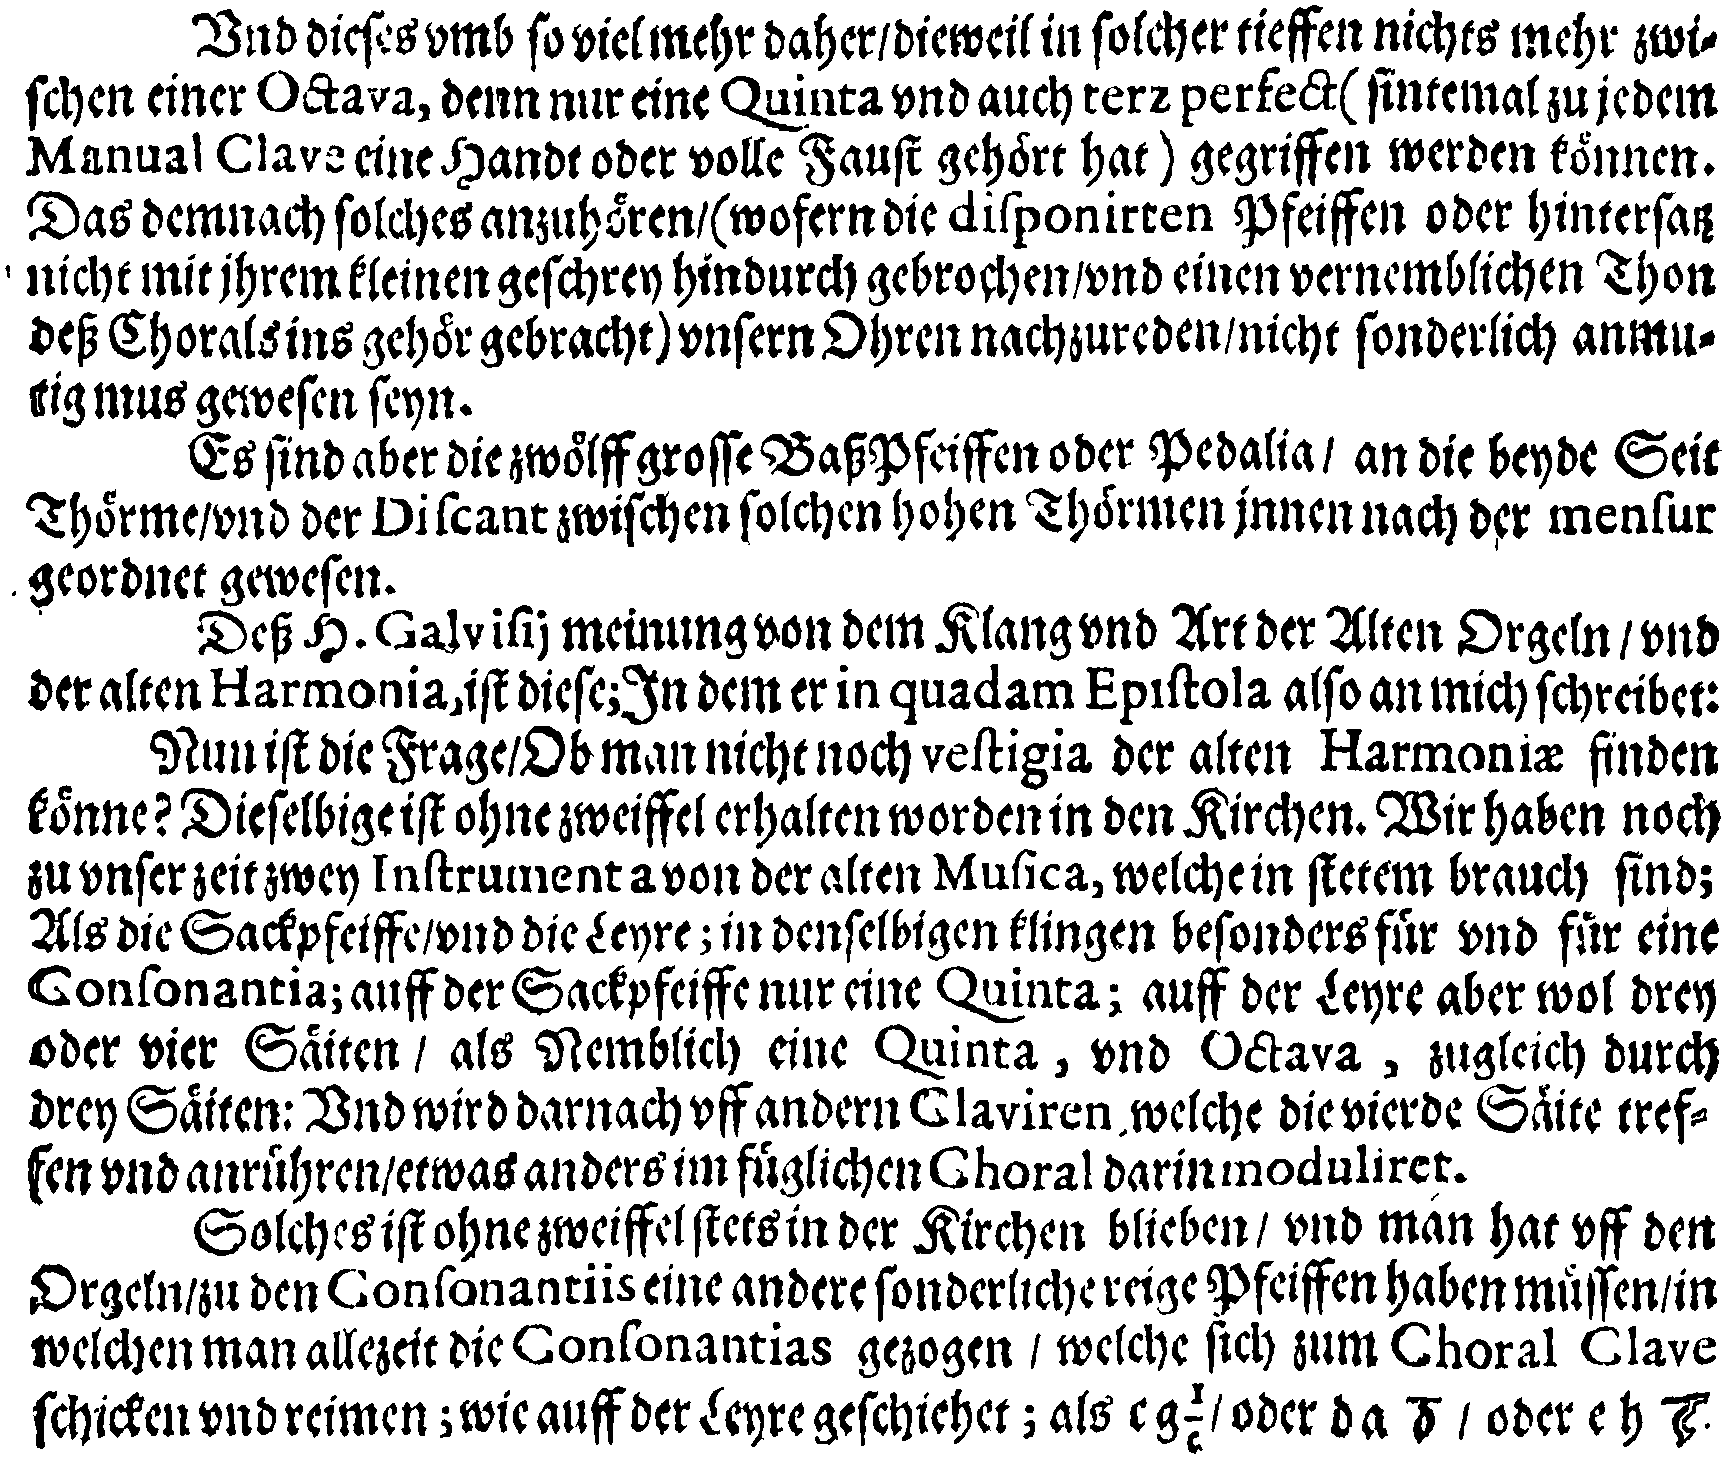 Vnd dieſes vmb ſo viel mehr daher/dieweil in ſolcher tieffen nichts mehr zwi-
ſchen einer Octava, denn nur eine Quinta vnd auch terz perfect (ſintemal zu jedem
Manual Clave eine Handt oder volle Fauſt gehört hat) gegriffen werden können.
Das demnach ſolches anzuhören/(wofern die diſponirten Pfeiffen oder hinterſatz
nicht mit jhrem kleinen geſchrey hindurch gebrochen/vnd einen vernemblichen Thon
deß Chorals ins gehör gebracht) vnſern Ohren nachzureden/nicht ſonderlich anmu-
tig mus geweſen ſeyn.
Es ſind aber die zwölff groſſe BaßPfeiffen oder Pedalia/ an die beyde Seit
Thörme/vnd der Diſcant zwiſchen ſolchen hohen Thörmen jnnen nach der menſur
geordnet geweſen.
Deß H. Calviſij meinung von dem Klang vnd Art der Alten Orgeln/vnd
der alten Harmonia, iſt dieſe; In dem er in quadam Epiſtola alſo an mich ſchreibet:
Nun iſt die Frage/Ob man nicht noch veſtigia der alten Harmoniæ finden
könne? Dieſelbige iſt ohne zweiffel erhalten worden in den Kirchen. Wir haben noch
zu vnſer zeit zwey Inſtrumenta von der alten Muſica, welche in ſtetem brauch ſind;
Als die Sackpfeiffe/vnd die Leyre; in denſelbigen klingen beſonders für vnd für eine
Conſonantia; auff der Sackpfeiffe nur eine Quinta; auff der Leyre aber wol drey
oder vier Säiten/ als Nemblich eine Quinta, vnd Octava, zugleich durch
drey Säiten: Vnd wird darnach vff andern Claviren, welche die vierde Säite tref-
fen vnd anrühren/etwas anders im füglichen Choral darin moduliret.
Solches iſt ohne zweiffel ſtets in der Kirchen blieben/ vnd man hat vff den
Orgeln/zu den Conſonantiis eine andere ſonderliche reige Pfeiffen haben müſſen/in
welchen man allezeit die Conſonantias gezogen/ welche ſich zum Choral Clave
ſchicken vnd reimen; wie auff der Leyre geſchiehet; als c g c̄/ oder d a d̄/ oder e h ē.